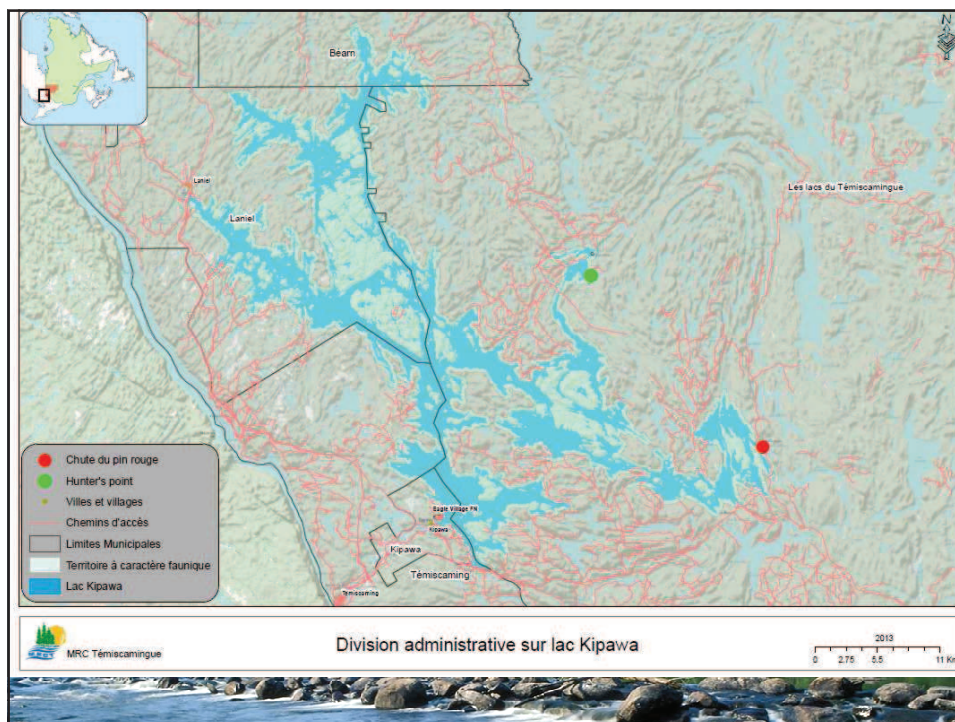 N
Béarn
Laniel
Les lacs du Témiscamingue
Laniel
Chute du pin rouge
Hunter's point
Villes et villages
Chemins d'accès
Limites Municipales
Territoire à caractère faunique
Lac Kipawa
Eagle Village FN
Kipawa
Kipawa
Témiscaming
Témiscaming
MRCT
MRC Témiscamingue
Division administrative sur lac Kipawa
2013
0 2.75 5.5 11 Km